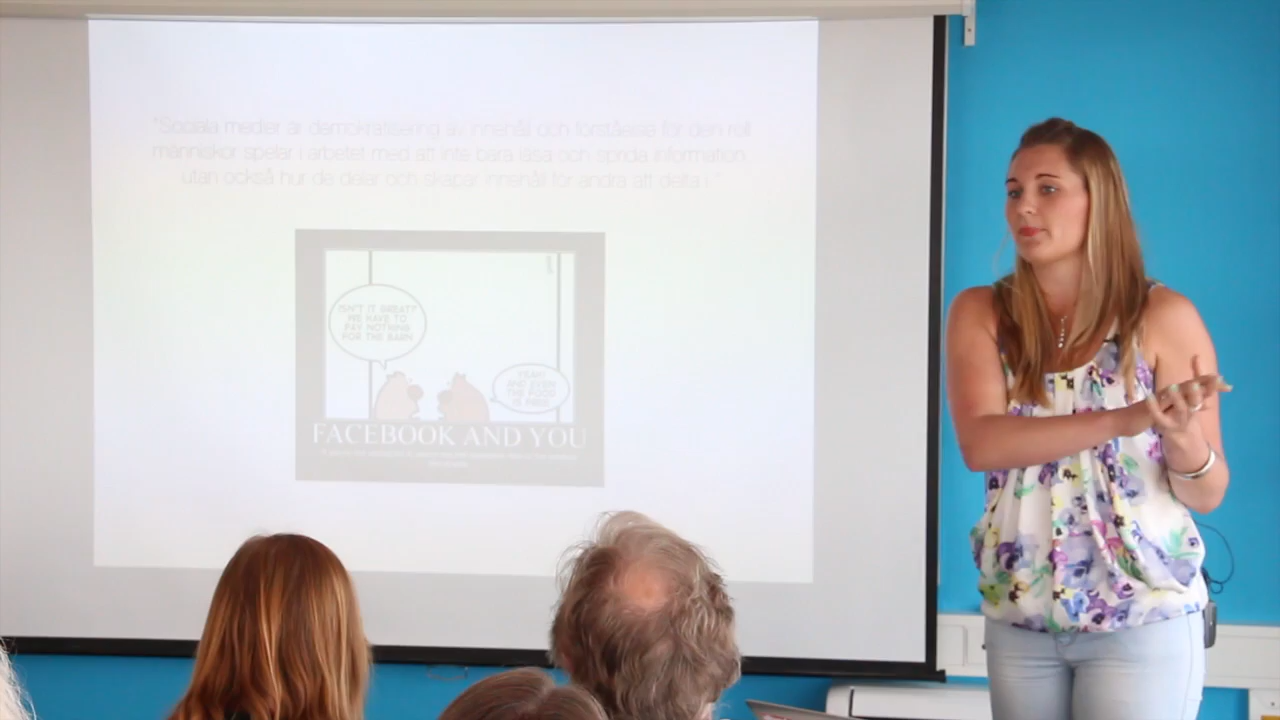 "Sociala medier är demokratisering av innehåll och förståelse för den roll
människor spelar i arbetet med att inte bara läsa och sprida information,
utan också hur de delar och skapar innehåll för andra att delta i."
ISN'T IT GREAT?
WE HAVE TO
PAY NOTHING
FOR THE BARN
YEAH!
AND EVEN
THE FOOD
IS FREE
FACEBOOK AND YOU